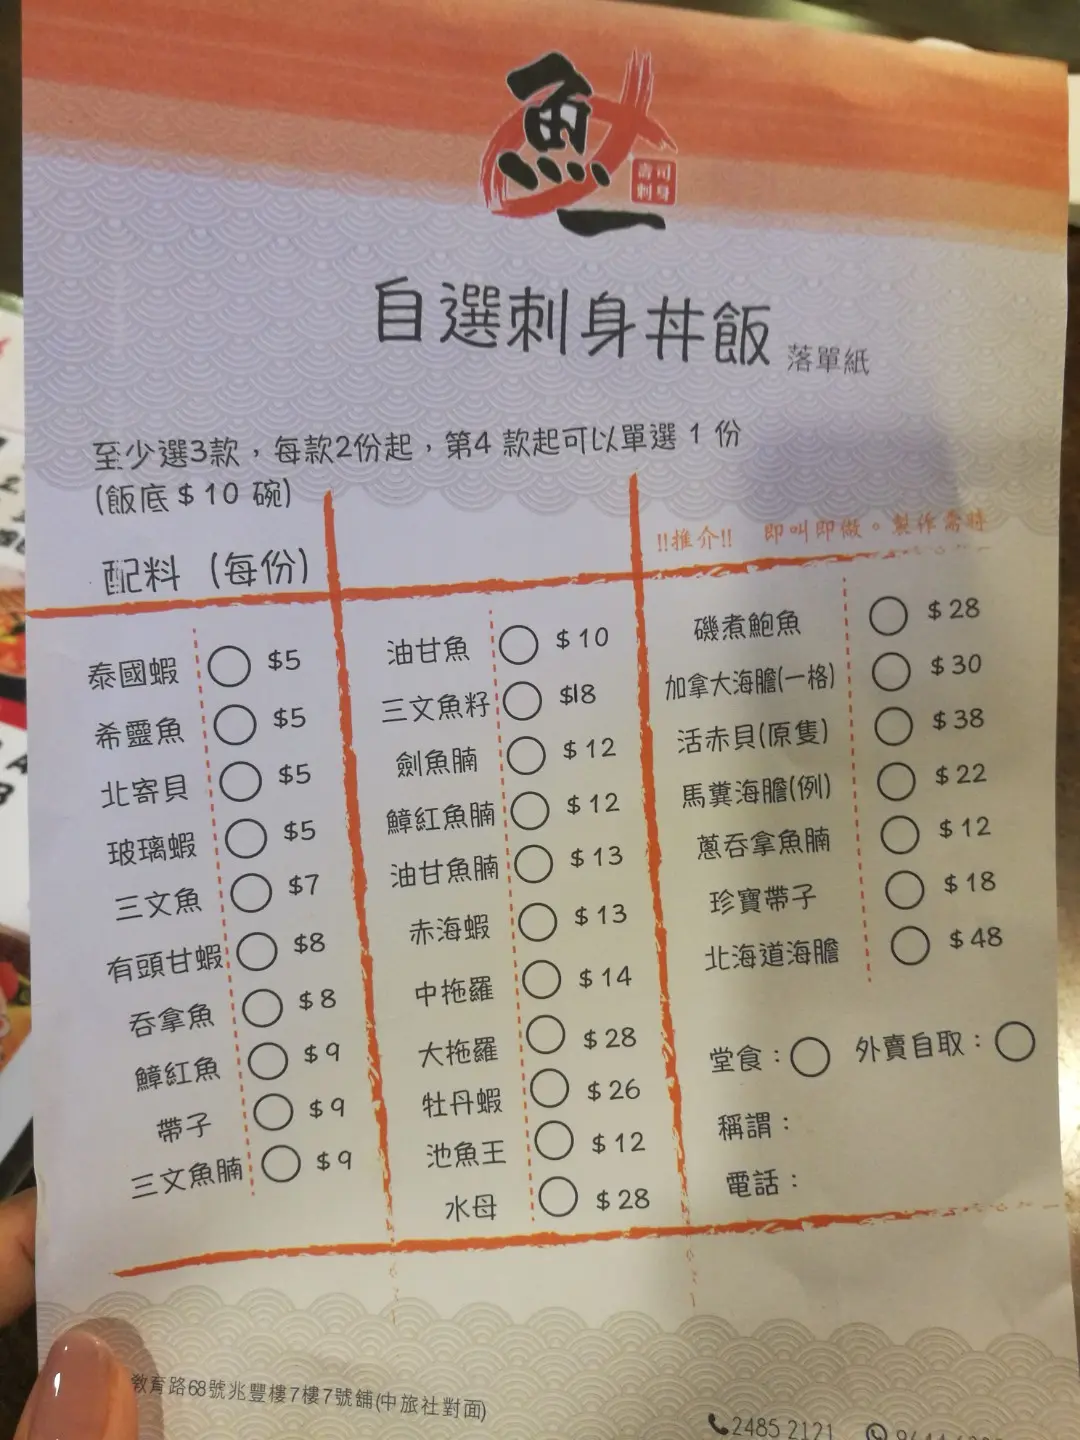 魚一
壽司
刺身
自選刺身丼飯 落單紙
至少選3款，每款2份起，第4款起可以單選 1 份
(飯底 $10 碗)
配料 (每份)
泰國蝦 $5
希靈魚 $5
北寄貝 $5
玻璃蝦 $5
三文魚 $7
有頭甘蝦 $8
吞拿魚 $8
鱆紅魚 $9
帶子 $9
三文魚腩 $9
油甘魚 $10
三文魚籽 $18
劍魚腩 $12
鱆紅魚腩 $12
油甘魚腩 $13
赤海蝦 $13
中拖羅 $14
大拖羅 $28
牡丹蝦 $26
池魚王 $12
水母 $28
!!推介!! 即叫即做。製作需時
磯煮鮑魚 $28
加拿大海膽(一格) $30
活赤貝(原隻) $38
馬糞海膽(例) $22
蔥吞拿魚腩 $12
珍寶帶子 $18
北海道海膽 $48
堂食： 外賣自取：
稱謂：
電話：
教育路68號兆豐樓7樓7號舖(中旅社對面)
2485 2121